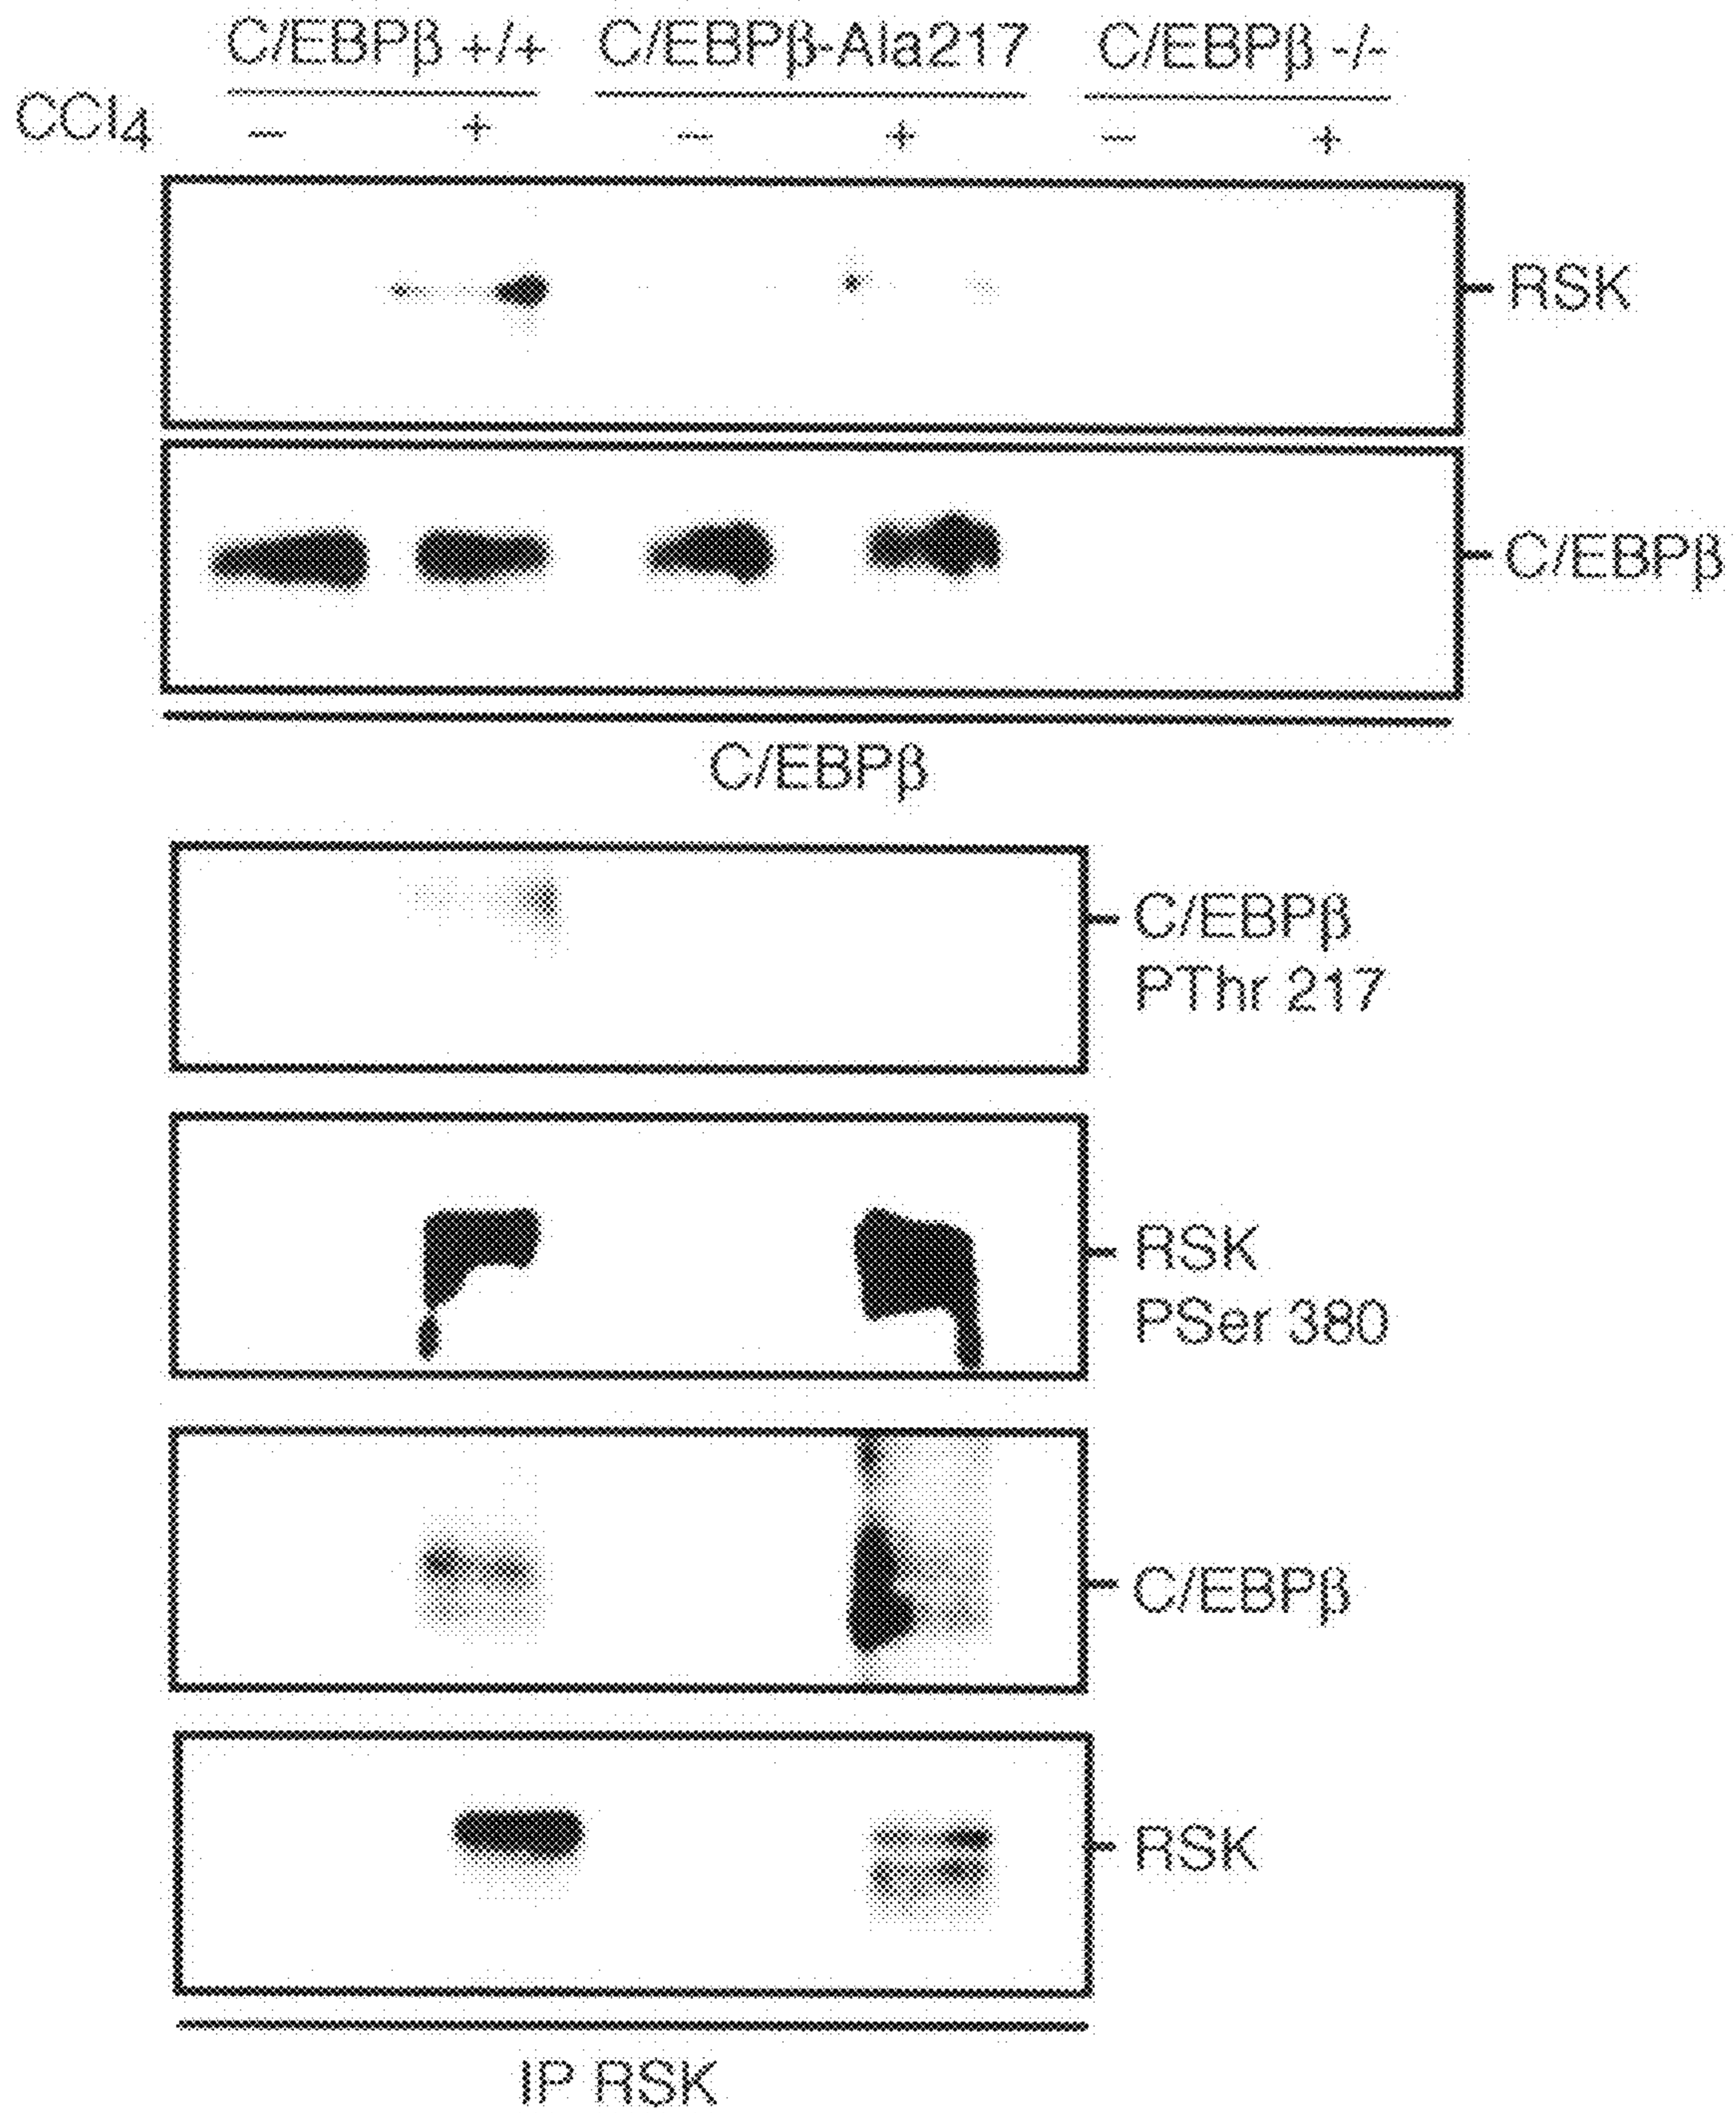 C/EBPβ +/+ C/EBPβ-Ala217 C/EBPβ -/-
CCl4 − + − + − +
RSK
C/EBPβ
C/EBPβ
C/EBPβ
PThr 217
RSK
PSer 380
C/EBPβ
RSK
IP RSK